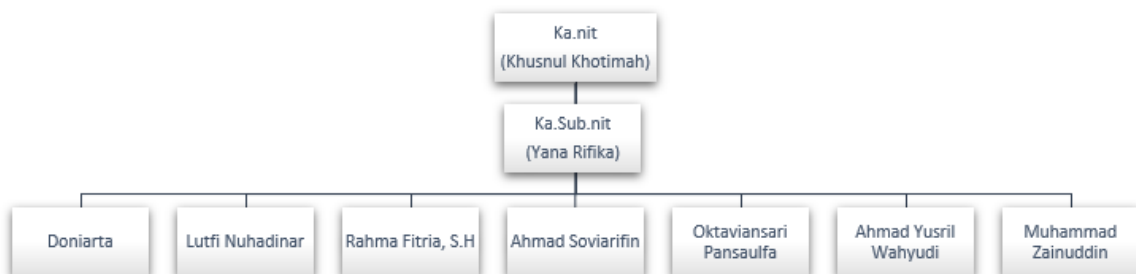 Ka.nit
(Khusnul Khotimah)
Ka.Sub.nit
(Yana Rifika)
Doniarta
Lutfi Nuhadinar
Rahma Fitria, S.H
Ahmad Soviarifin
Oktaviansari
Pansaulfa
Ahmad Yusril
Wahyudi
Muhammad
Zainuddin